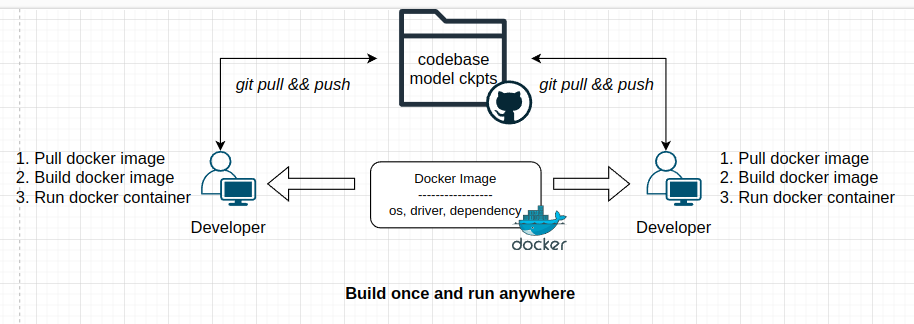 codebase
model ckpts
git pull && push
git pull && push
1. Pull docker image
2. Build docker image
3. Run docker container
Developer
Docker Image
----------------
os, driver, dependency
docker
1. Pull docker image
2. Build docker image
3. Run docker container
Developer
Build once and run anywhere